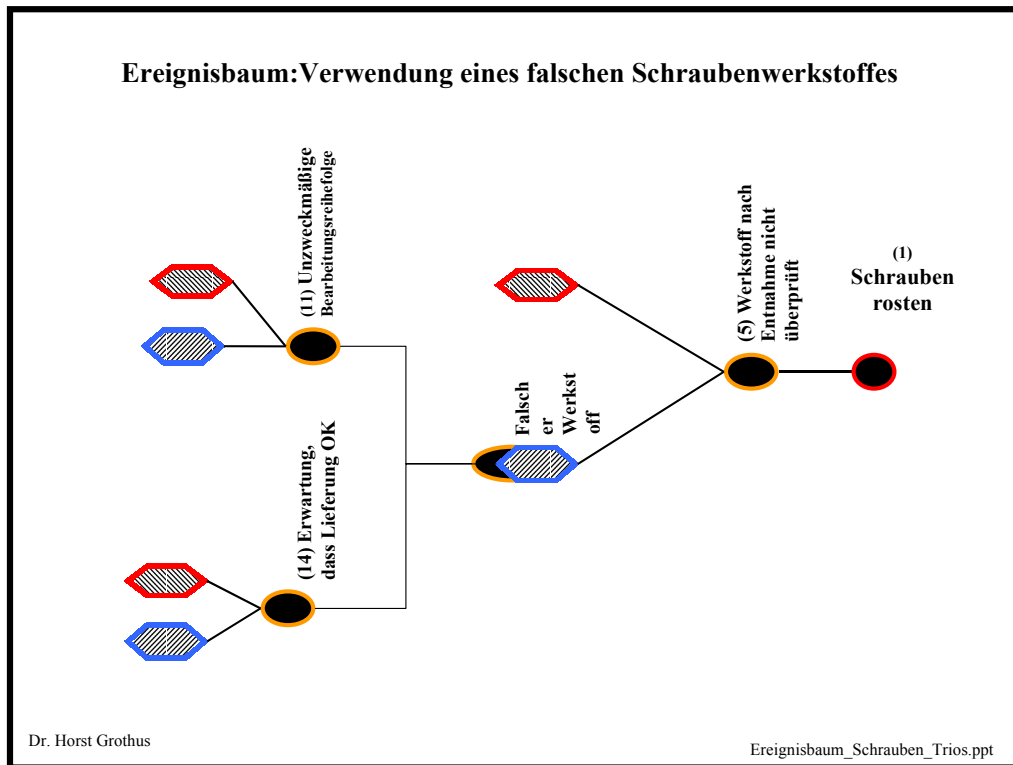 Ereignisbaum:Verwendung eines falschen Schraubenwerkstoffes
(11) Unzweckmäßige
Bearbeitungsreihefolge
(14) Erwartung,
dass Lieferung OK
Falsch
er
Werkst
off
(5) Werkstoff nach
Entnahme nicht
überprüft
(1)
Schrauben
rosten
Dr. Horst Grothus
Ereignisbaum_Schrauben_Trios.ppt